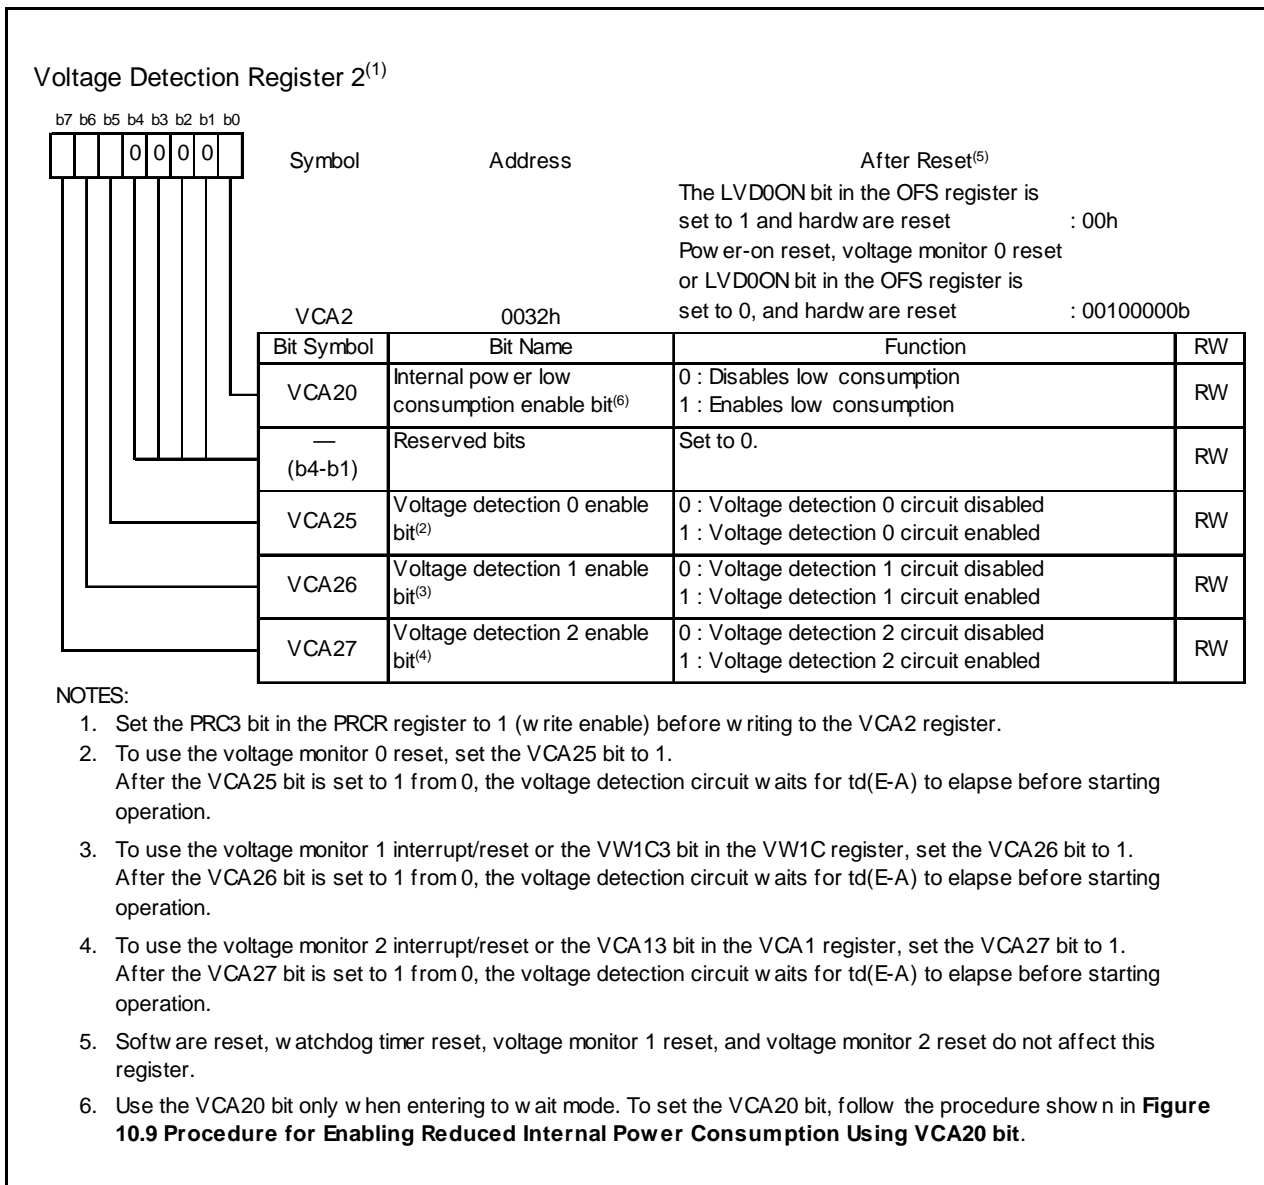 Voltage Detection Register 2(1)
b7 b6 b5 b4 b3 b2 b1 b0
0 0 0 0
Symbol Address After Reset(5)
The LVD0ON bit in the OFS register is
set to 1 and hardware reset : 00h
Power-on reset, voltage monitor 0 reset
or LVD0ON bit in the OFS register is
VCA2 0032h set to 0, and hardware reset : 00100000b
Bit Symbol Bit Name Function RW
VCA20 Internal power low consumption enable bit(6) 0 : Disables low consumption RW
1 : Enables low consumption
— (b4-b1) Reserved bits Set to 0. RW
VCA25 Voltage detection 0 enable bit(2) 0 : Voltage detection 0 circuit disabled RW
1 : Voltage detection 0 circuit enabled
VCA26 Voltage detection 1 enable bit(3) 0 : Voltage detection 1 circuit disabled RW
1 : Voltage detection 1 circuit enabled
VCA27 Voltage detection 2 enable bit(4) 0 : Voltage detection 2 circuit disabled RW
1 : Voltage detection 2 circuit enabled
NOTES:
1. Set the PRC3 bit in the PRCR register to 1 (write enable) before writing to the VCA2 register.
2. To use the voltage monitor 0 reset, set the VCA25 bit to 1.
After the VCA25 bit is set to 1 from 0, the voltage detection circuit waits for td(E-A) to elapse before starting
operation.
3. To use the voltage monitor 1 interrupt/reset or the VW1C3 bit in the VW1C register, set the VCA26 bit to 1.
After the VCA26 bit is set to 1 from 0, the voltage detection circuit waits for td(E-A) to elapse before starting
operation.
4. To use the voltage monitor 2 interrupt/reset or the VCA13 bit in the VCA1 register, set the VCA27 bit to 1.
After the VCA27 bit is set to 1 from 0, the voltage detection circuit waits for td(E-A) to elapse before starting
operation.
5. Software reset, watchdog timer reset, voltage monitor 1 reset, and voltage monitor 2 reset do not affect this
register.
6. Use the VCA20 bit only when entering to wait mode. To set the VCA20 bit, follow the procedure shown in Figure
10.9 Procedure for Enabling Reduced Internal Power Consumption Using VCA20 bit.